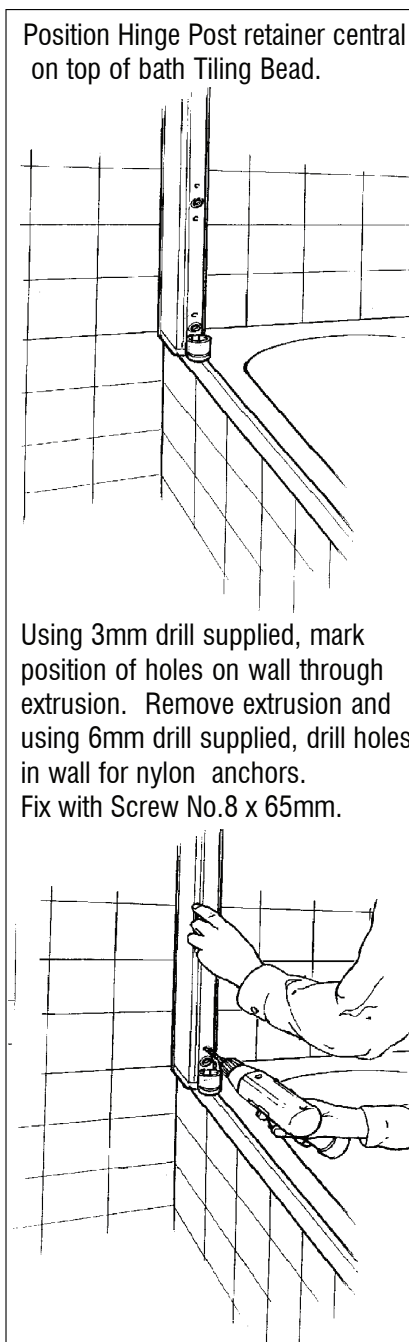 Position Hinge Post retainer central
on top of bath Tiling Bead.
Using 3mm drill supplied, mark
position of holes on wall through
extrusion. Remove extrusion and
using 6mm drill supplied, drill holes
in wall for nylon anchors.
Fix with Screw No.8 x 65mm.